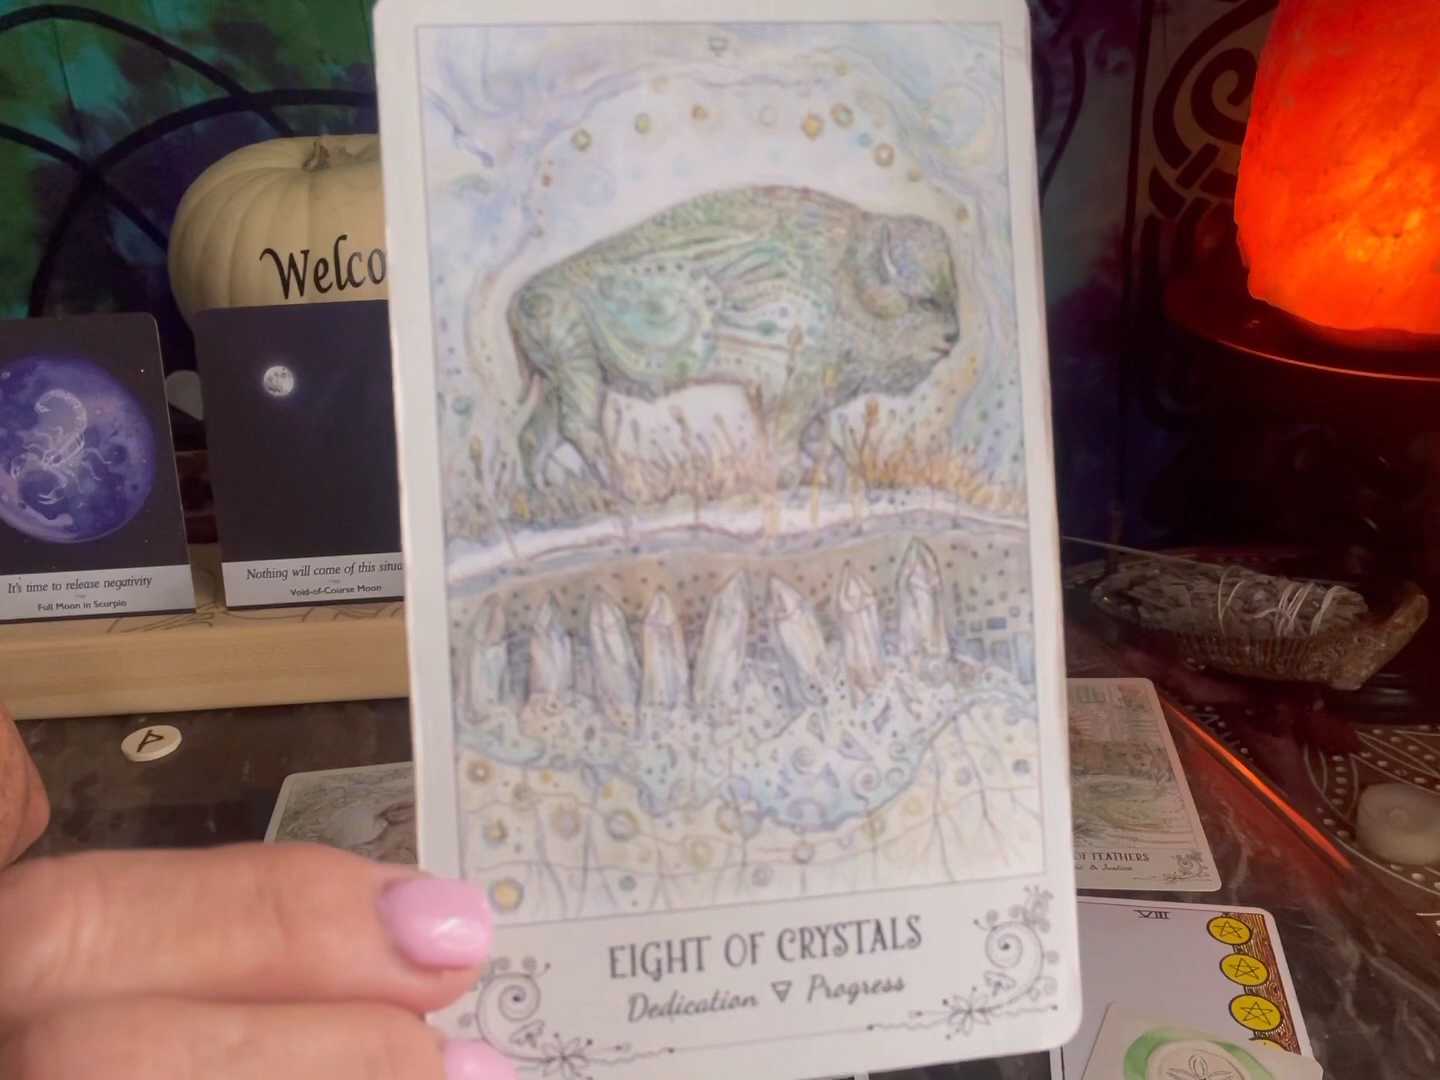 Welco
It's time to release negativity
Full Moon in Scorpio
Nothing will come of this
Void-of-Course Moon
OF FEATHERS
Justice
VIII
EIGHT OF CRYSTALS
Dedication Progress